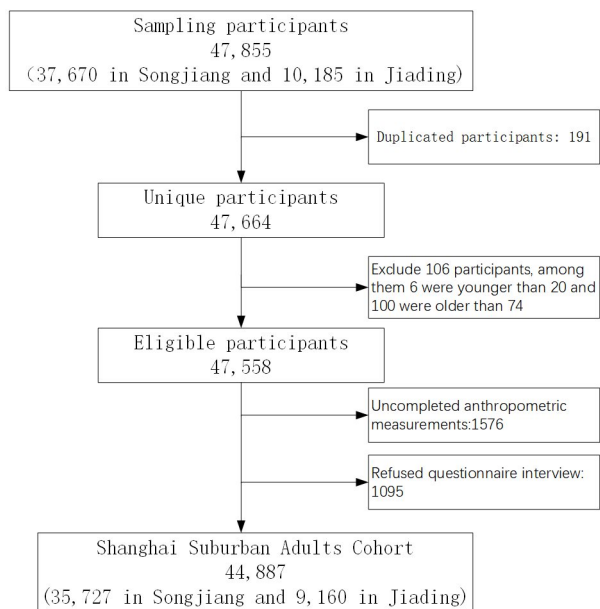 Sampling participants
47,855
(37,670 in Songjiang and 10,185 in Jiading)
Duplicated participants: 191
Unique participants
47,664
Exclude 106 participants, among
them 6 were younger than 20 and
100 were older than 74
Eligible participants
47,558
Uncompleted anthropometric
measurements:1576
Refused questionnaire interview:
1095
Shanghai Suburban Adults Cohort
44,887
(35,727 in Songjiang and 9,160 in Jiading)